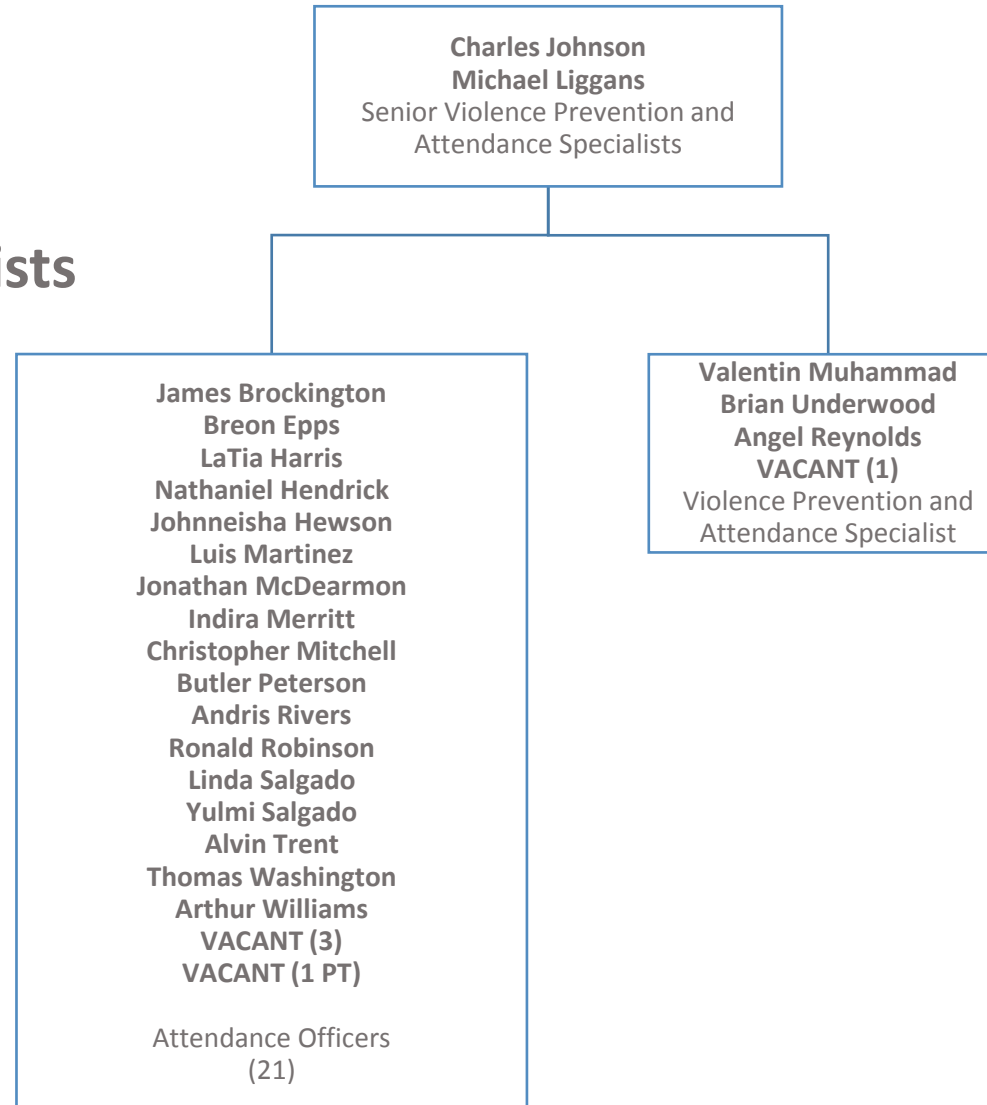 Charles Johnson
Michael Liggans
Senior Violence Prevention and
Attendance Specialists
ists
James Brockington
Breon Epps
LaTia Harris
Nathaniel Hendrick
Johnneisha Hewson
Luis Martinez
Jonathan McDearmon
Indira Merritt
Christopher Mitchell
Butler Peterson
Andris Rivers
Ronald Robinson
Linda Salgado
Yulmi Salgado
Alvin Trent
Thomas Washington
Arthur Williams
VACANT (3)
VACANT (1 PT)
Attendance Officers
(21)
Valentin Muhammad
Brian Underwood
Angel Reynolds
VACANT (1)
Violence Prevention and
Attendance Specialist